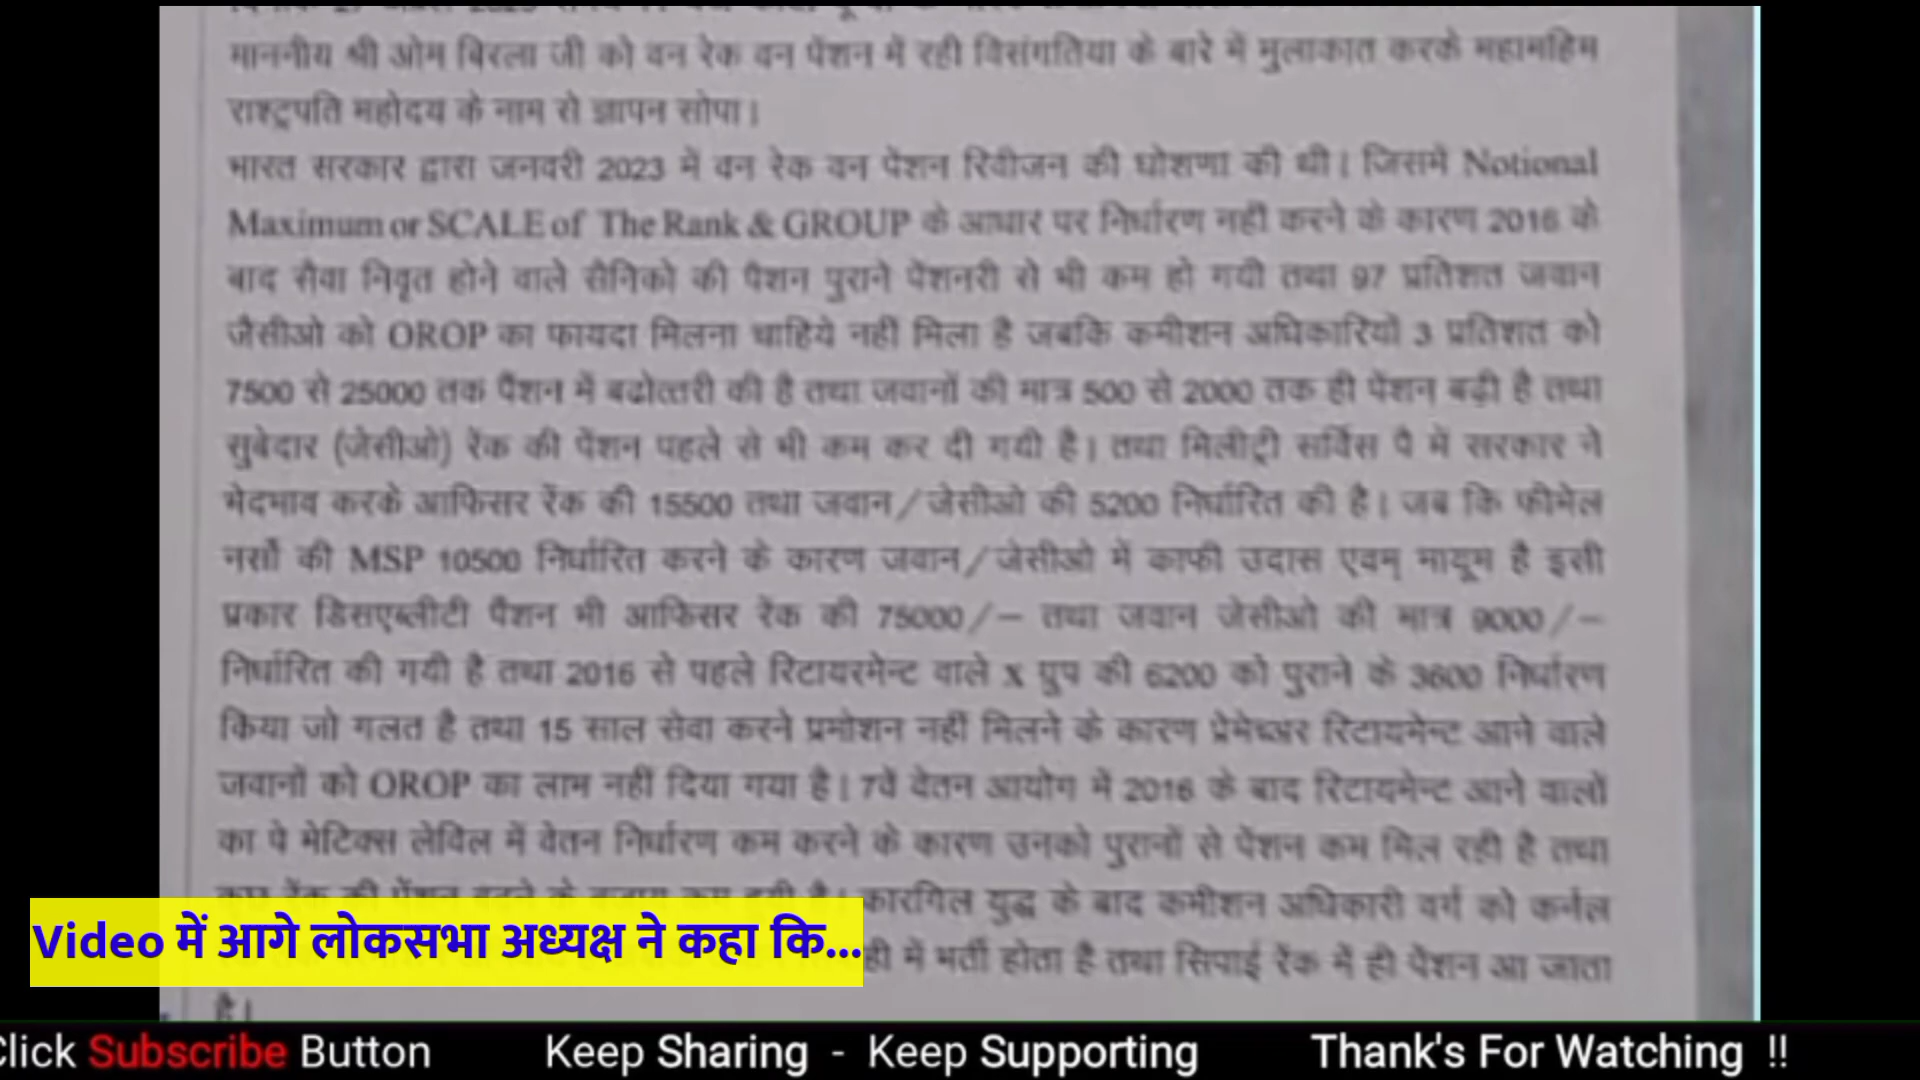 माननीय श्री ओम बिरला जी को वन रेक वन पेंशन में रही विसंगतिया के बारे में मुलाकात करके महामहिम
राश्ट्रपति महोदय के नाम से ज्ञापन सोपा।
भारत सरकार द्वारा जनवरी 2023 में वन रेक वन पेंशन रिवीजन की घोशणा की थी। जिसमें Notional
Maximum or SCALE of The Rank & GROUP के आधार पर निर्धारण नहीं करने के कारण 2016 के
बाद सैवा निवृत होने वाले सैनिको की पैशन पुराने पेंशनरी से भी कम हो गयी तथा 97 प्रतिशत जवान
जैसीओ को OROP का फायदा मिलना चाहिये नहीं मिला है जबकि कमीशन अधिकारियों 3 प्रतिशत को
7500 से 25000 तक पैंशन में बढोत्तरी की है तथा जवानों की मात्र 500 से 2000 तक ही पेंशन बढ़ी है तथा
सुबेदार (जेसीओ) रेंक की पेंशन पहले से भी कम कर दी गयी है। तथा मिलीट्री सर्विस पै में सरकार ने
भेदभाव करके आफिसर रेंक की 15500 तथा जवान/जेसीओ की 5200 निर्धारित की है। जब कि फीमेल
नर्सो की MSP 10500 निर्धारित करने के कारण जवान/जेसीओ में काफी उदास एवम् मायूम है इसी
प्रकार डिसएब्लीटी पैंशन भी आफिसर रेंक की 75000/– तथा जवान जेसीओ की मात्र 9000/–
निर्धारित की गयी है तथा 2016 से पहले रिटायरमेन्ट वाले x ग्रुप की 6200 को पुराने के 3600 निर्धारण
किया जो गलत है तथा 15 साल सेवा करने प्रमोशन नहीं मिलने के कारण प्रेमेच्अर रिटायमेन्ट आने वाले
जवानों को OROP का लाभ नहीं दिया गया है। 7वें वेतन आयोग में 2016 के बाद रिटायमेन्ट आने वालों
का पे मेटिक्स लेविल में वेतन निर्धारण कम करने के कारण उनको पुरानों से पेंशन कम मिल रही है तथा
कारगिल युद्ध के बाद कमीशन अधिकारी वर्ग को कर्नल
ही में भर्ती होता है तथा सिपाई रेंक में ही पेंशन आ जाता
है।
Video में आगे लोकसभा अध्यक्ष ने कहा कि...
Click Subscribe Button Keep Sharing - Keep Supporting Thank's For Watching !!